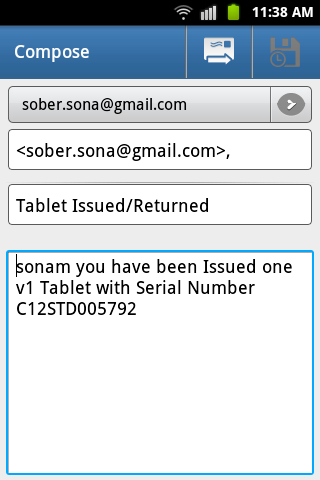 11:38 AM
Compose
sober.sona@gmail.com
<sober.sona@gmail.com>,
Tablet Issued/Returned
sonam you have been Issued one
v1 Tablet with Serial Number
C12STD005792